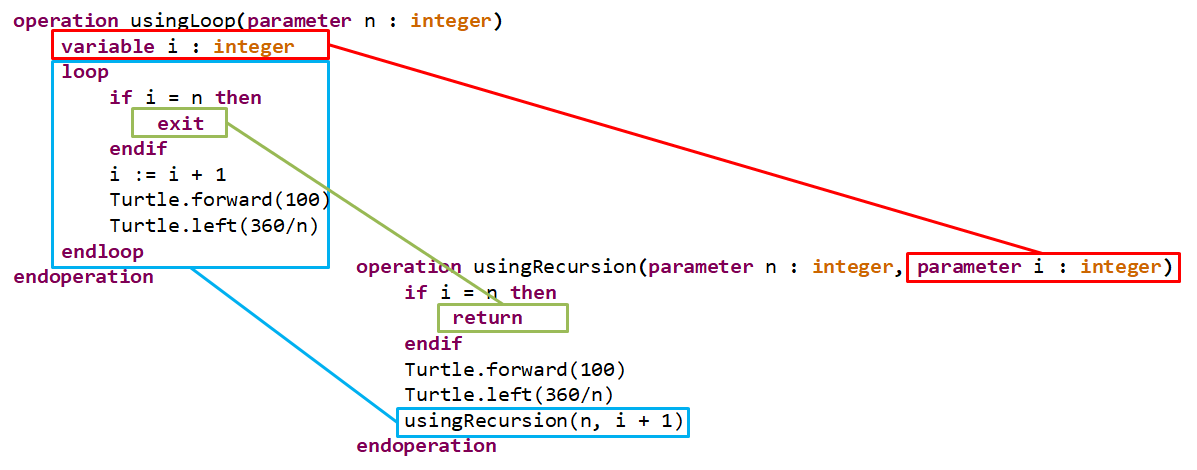 operation usingLoop(parameter n : integer)
variable i : integer
loop
if i = n then
exit
endif
i := i + 1
Turtle.forward(100)
Turtle.left(360/n)
endloop
endoperation
operation usingRecursion(parameter n : integer, parameter i : integer)
if i = n then
return
endif
Turtle.forward(100)
Turtle.left(360/n)
usingRecursion(n, i + 1)
endoperation